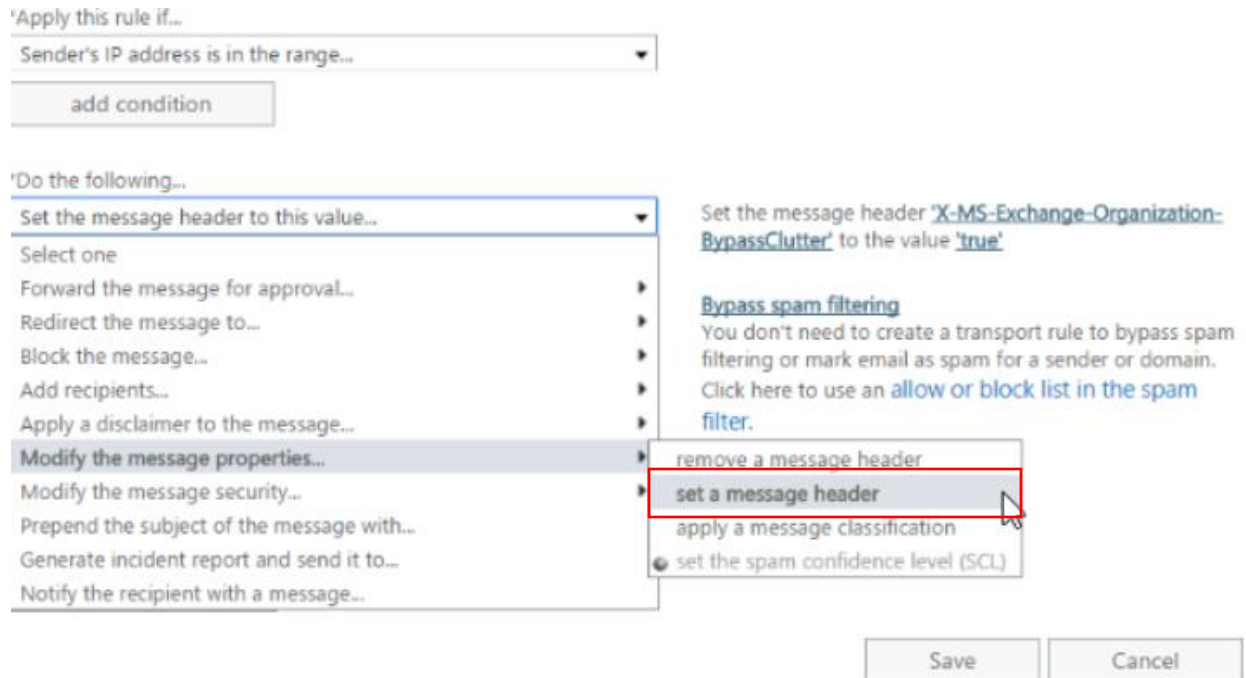 *Apply this rule if...
Sender's IP address is in the range...
add condition
*Do the following...
Set the message header to this value...
Set the message header 'X-MS-Exchange-Organization-
BypassClutter' to the value 'true'
Select one
Forward the message for approval...
Redirect the message to...
Block the message...
Add recipients...
Apply a disclaimer to the message...
Modify the message properties...
Modify the message security...
Prepend the subject of the message with...
Generate incident report and send it to...
Notify the recipient with a message...
Bypass spam filtering
You don't need to create a transport rule to bypass spam
filtering or mark email as spam for a sender or domain.
Click here to use an allow or block list in the spam
filter.
remove a message header
set a message header
apply a message classification
set the spam confidence level (SCL)
Save
Cancel